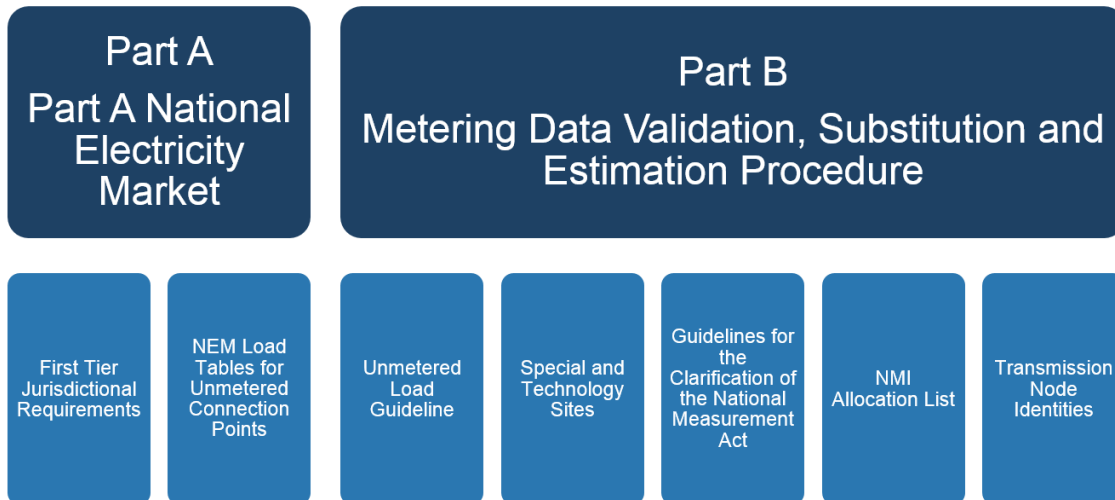 Part A
Part A National
Electricity
Market
Part B
Metering Data Validation, Substitution and
Estimation Procedure
First Tier
Jurisdictional
Requirements
NEM Load
Tables for
Unmetered
Connection
Points
Unmetered
Load
Guideline
Special and
Technology
Sites
Guidelines for
the
Clarification of
the National
Measurement
Act
NMI
Allocation List
Transmission
Node
Identities